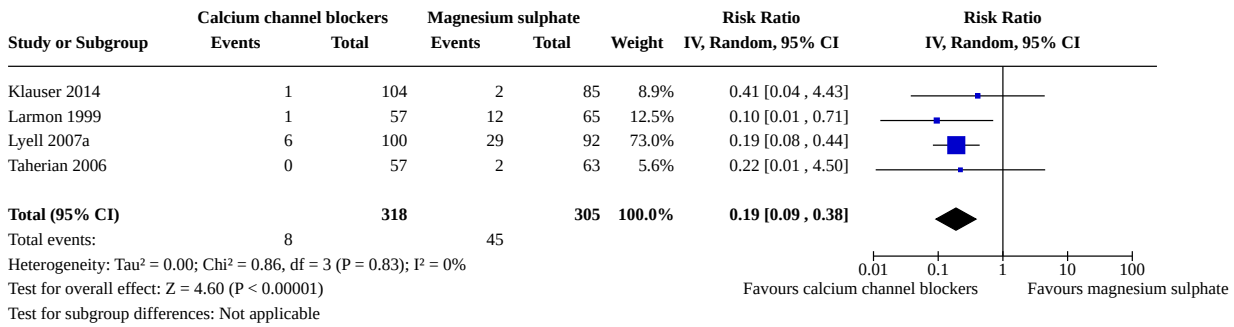 Calcium channel blockers Magnesium sulphate Risk Ratio Risk Ratio
Study or Subgroup Events Total Events Total Weight IV, Random, 95% CI IV, Random, 95% CI
Klauser 2014 1 104 2 85 8.9% 0.41 [0.04 , 4.43]
Larmon 1999 1 57 12 65 12.5% 0.10 [0.01 , 0.71]
Lyell 2007a 6 100 29 92 73.0% 0.19 [0.08 , 0.44]
Taherian 2006 0 57 2 63 5.6% 0.22 [0.01 , 4.50]
Total (95% CI) 318 305 100.0% 0.19 [0.09 , 0.38]
Total events: 8 45
Heterogeneity: Tau² = 0.00; Chi² = 0.86, df = 3 (P = 0.83); I² = 0%
0.01 0.1 1 10 100
Test for overall effect: Z = 4.60 (P < 0.00001) Favours calcium channel blockers Favours magnesium sulphate
Test for subgroup differences: Not applicable